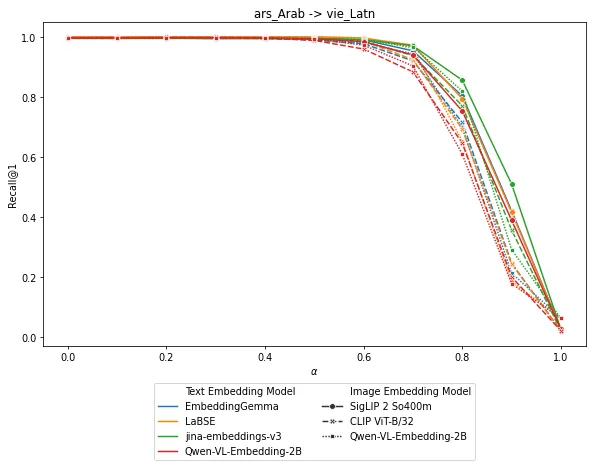 ars_Arab -> vie_Latn
Recall@1
1.0
0.8
0.6
0.4
0.2
0.0
0.0 0.2 0.4 0.6 0.8 1.0
α
Text Embedding Model
EmbeddingGemma
LaBSE
jina-embeddings-v3
Qwen-VL-Embedding-2B
Image Embedding Model
SigLIP 2 So400m
CLIP ViT-B/32
Qwen-VL-Embedding-2B